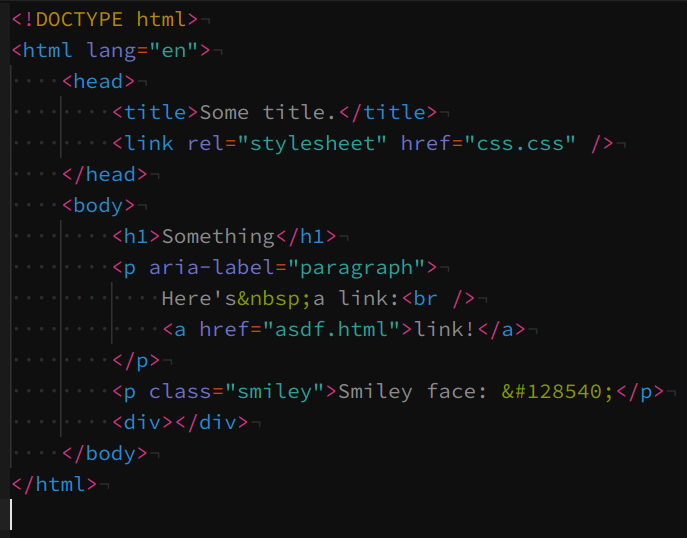 <!DOCTYPE html>
<html lang="en">
    <head>
        <title>Some title.</title>
        <link rel="stylesheet" href="css.css" />
    </head>
    <body>
        <h1>Something</h1>
        <p aria-label="paragraph">
            Here's&nbsp;a link:<br />
            <a href="asdf.html">link!</a>
        </p>
        <p class="smiley">Smiley face: &#128540;</p>
        <div></div>
    </body>
</html>